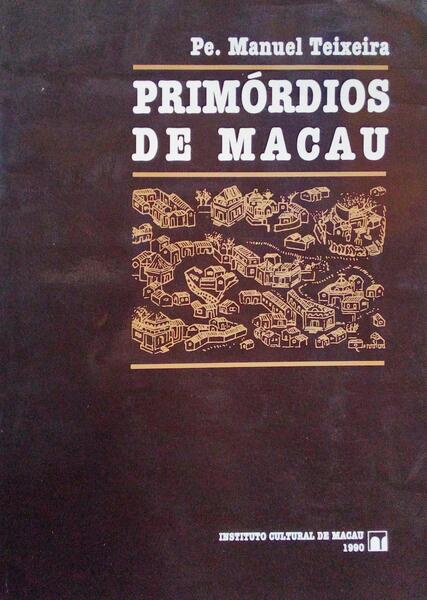 Pe. Manuel Teixeira
PRIMÓRDIOS
DE MACAU
INSTITUTO CULTURAL DE MACAU
1990